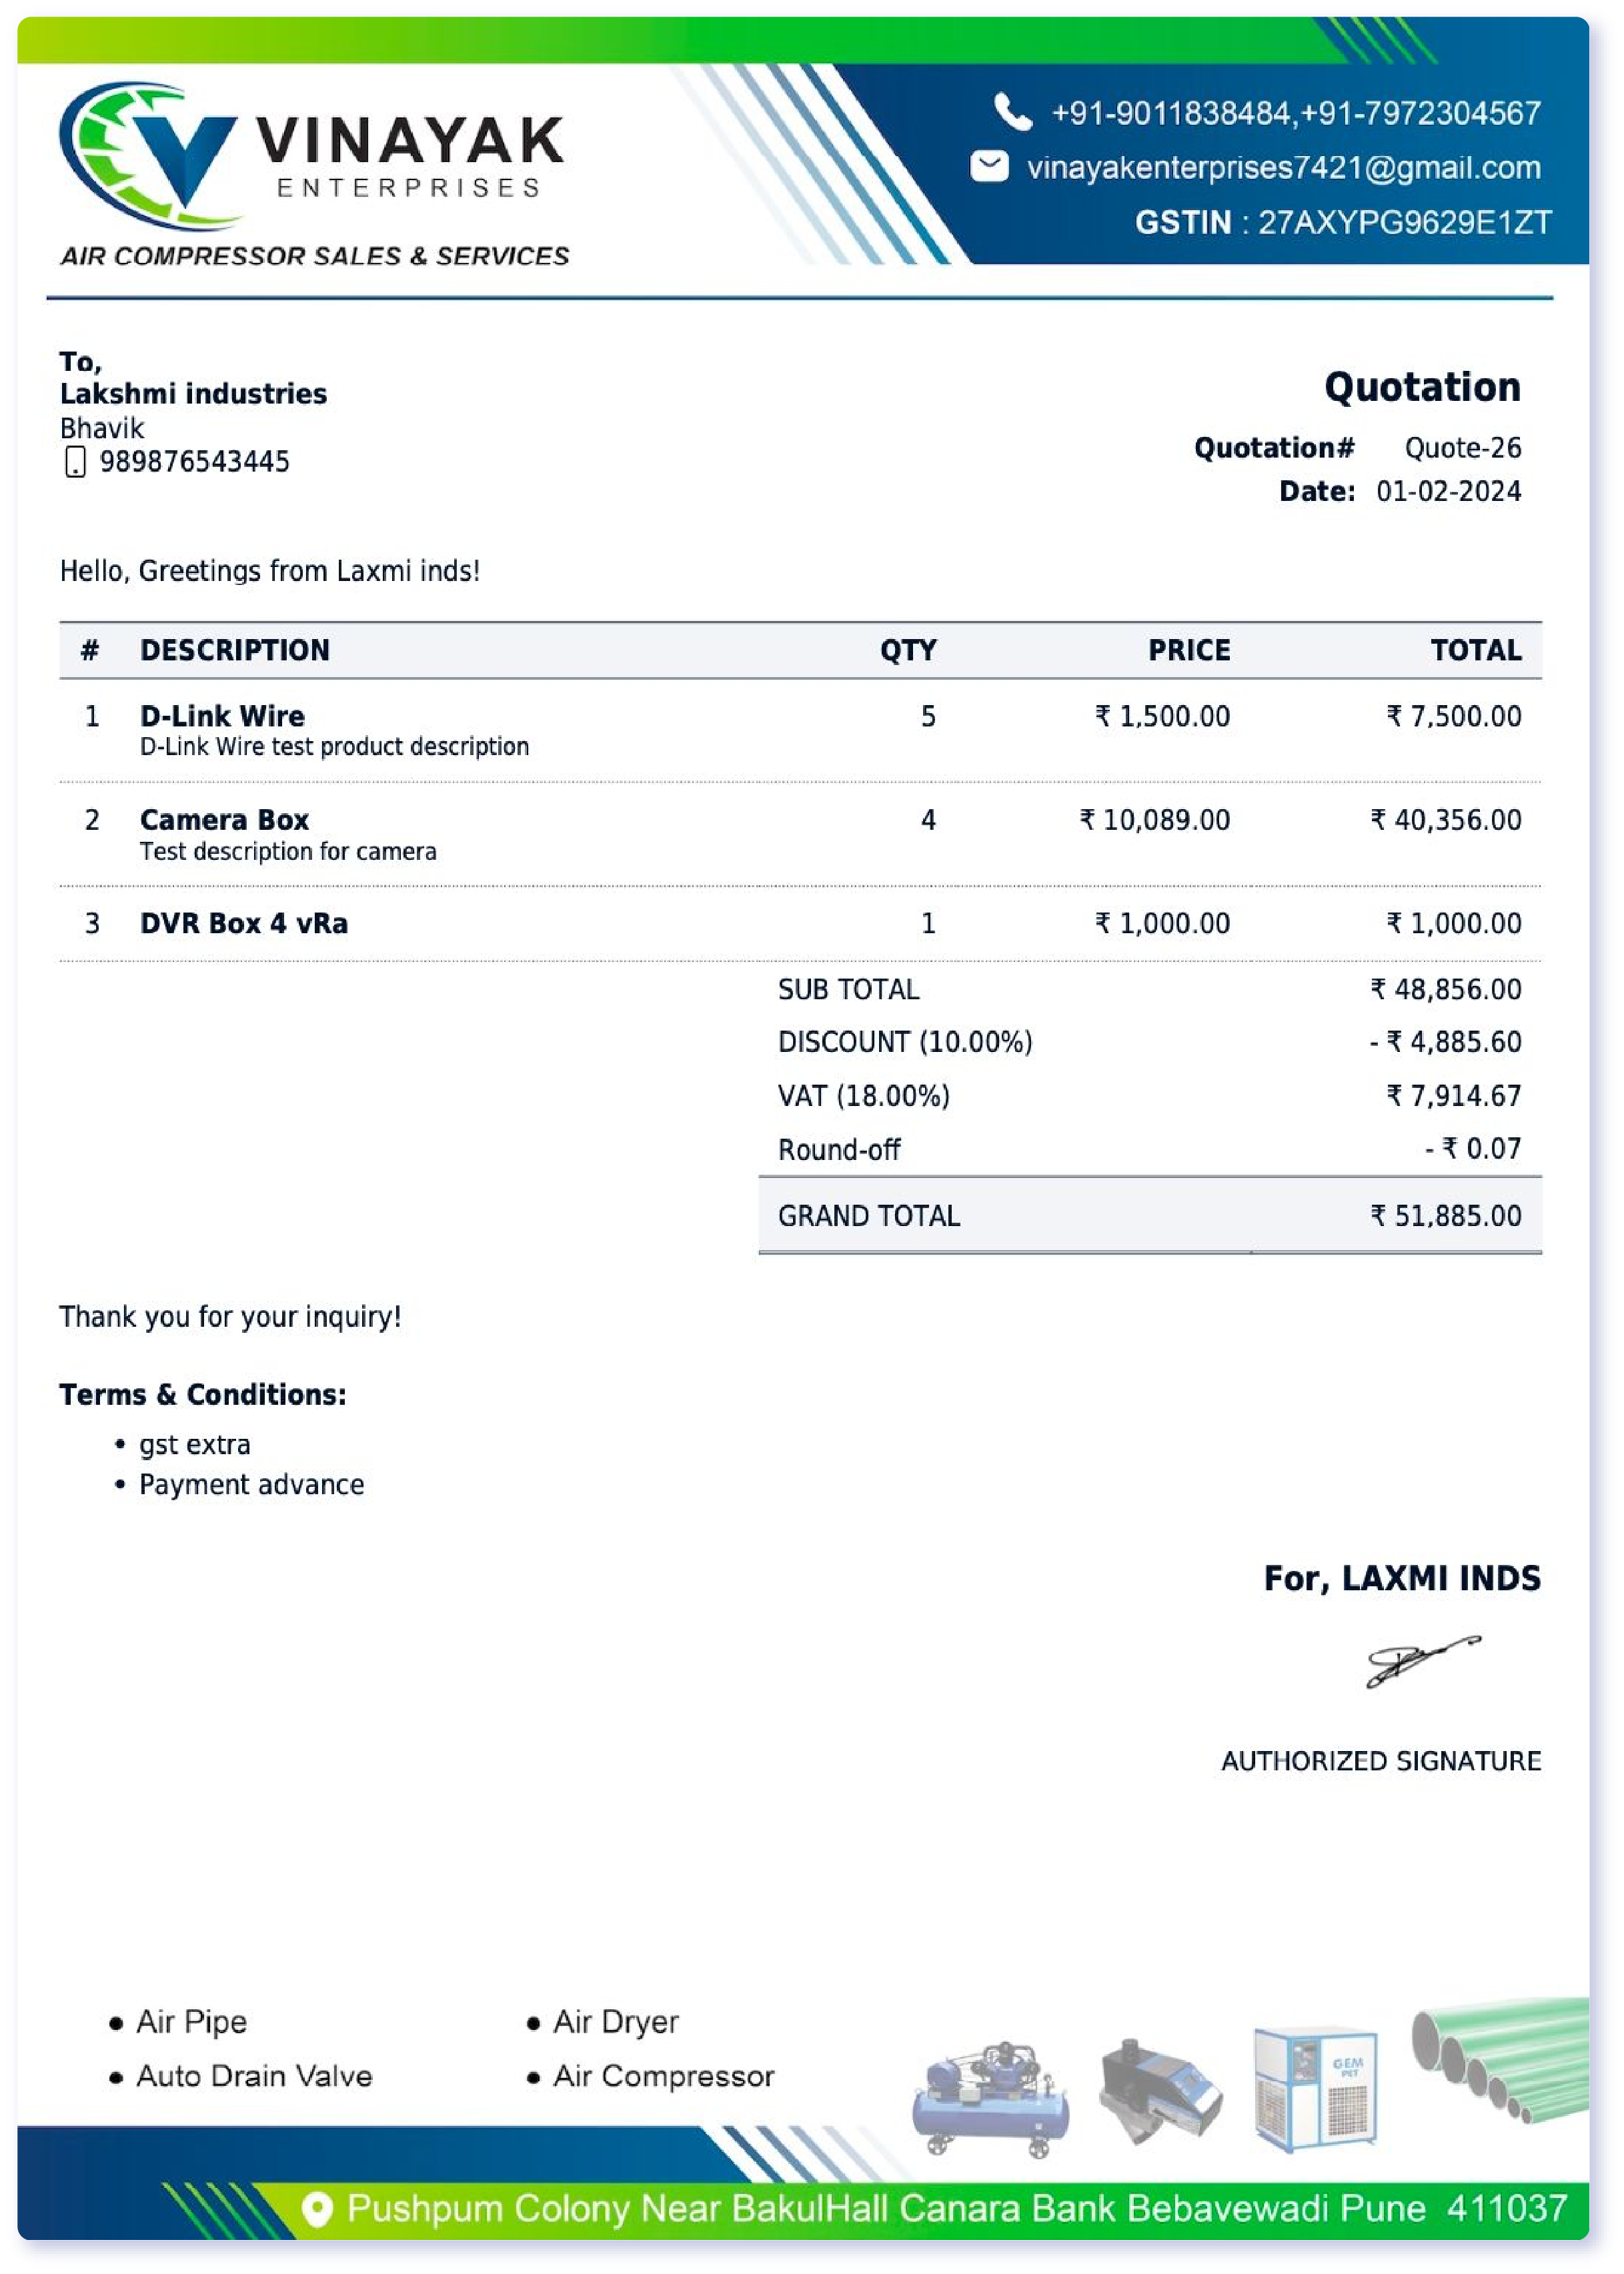 VINAYAK
ENTERPRISES
AIR COMPRESSOR SALES & SERVICES
+91-9011838484,+91-7972304567
vinayakenterprises7421@gmail.com
GSTIN : 27AXYPG9629E1ZT
To,
Lakshmi industries
Bhavik
989876543445
Quotation
Quotation# Quote-26
Date: 01-02-2024
Hello, Greetings from Laxmi inds!
# DESCRIPTION QTY PRICE TOTAL
1 D-Link Wire 5 ₹ 1,500.00 ₹ 7,500.00
D-Link Wire test product description
2 Camera Box 4 ₹ 10,089.00 ₹ 40,356.00
Test description for camera
3 DVR Box 4 vRa 1 ₹ 1,000.00 ₹ 1,000.00
SUB TOTAL ₹ 48,856.00
DISCOUNT (10.00%) - ₹ 4,885.60
VAT (18.00%) ₹ 7,914.67
Round-off - ₹ 0.07
GRAND TOTAL ₹ 51,885.00
Thank you for your inquiry!
Terms & Conditions:
• gst extra
• Payment advance
For, LAXMI INDS
AUTHORIZED SIGNATURE
• Air Pipe • Air Dryer
• Auto Drain Valve • Air Compressor
GEM
PET
Pushpum Colony Near BakulHall Canara Bank Bebavewadi Pune 411037